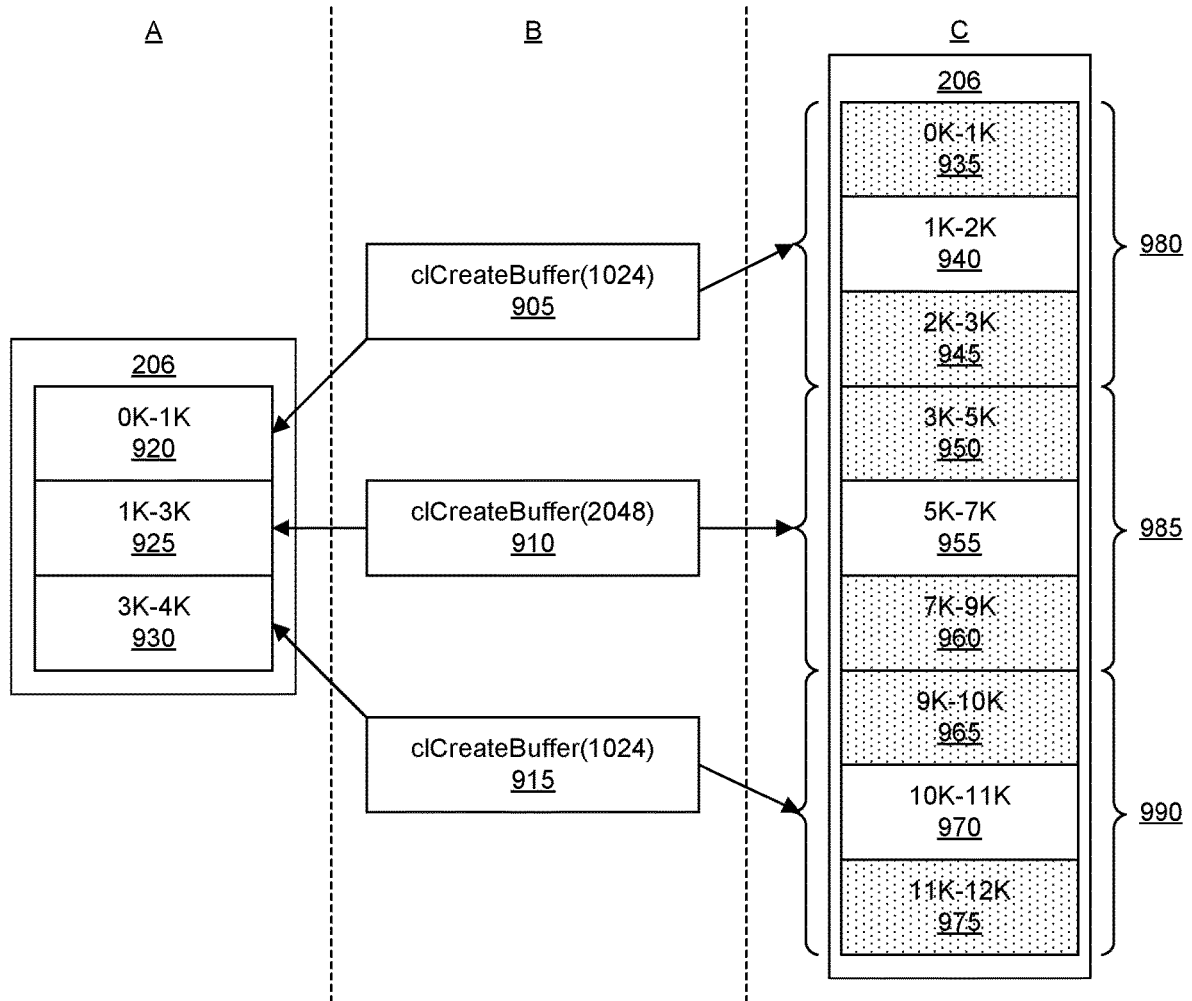 A
B
C
206
0K-1K
935
1K-2K
940
980
clCreateBuffer(1024)
905
2K-3K
945
206
0K-1K
920
3K-5K
950
1K-3K
925
clCreateBuffer(2048)
910
5K-7K
955
985
3K-4K
930
7K-9K
960
9K-10K
965
clCreateBuffer(1024)
915
10K-11K
970
990
11K-12K
975